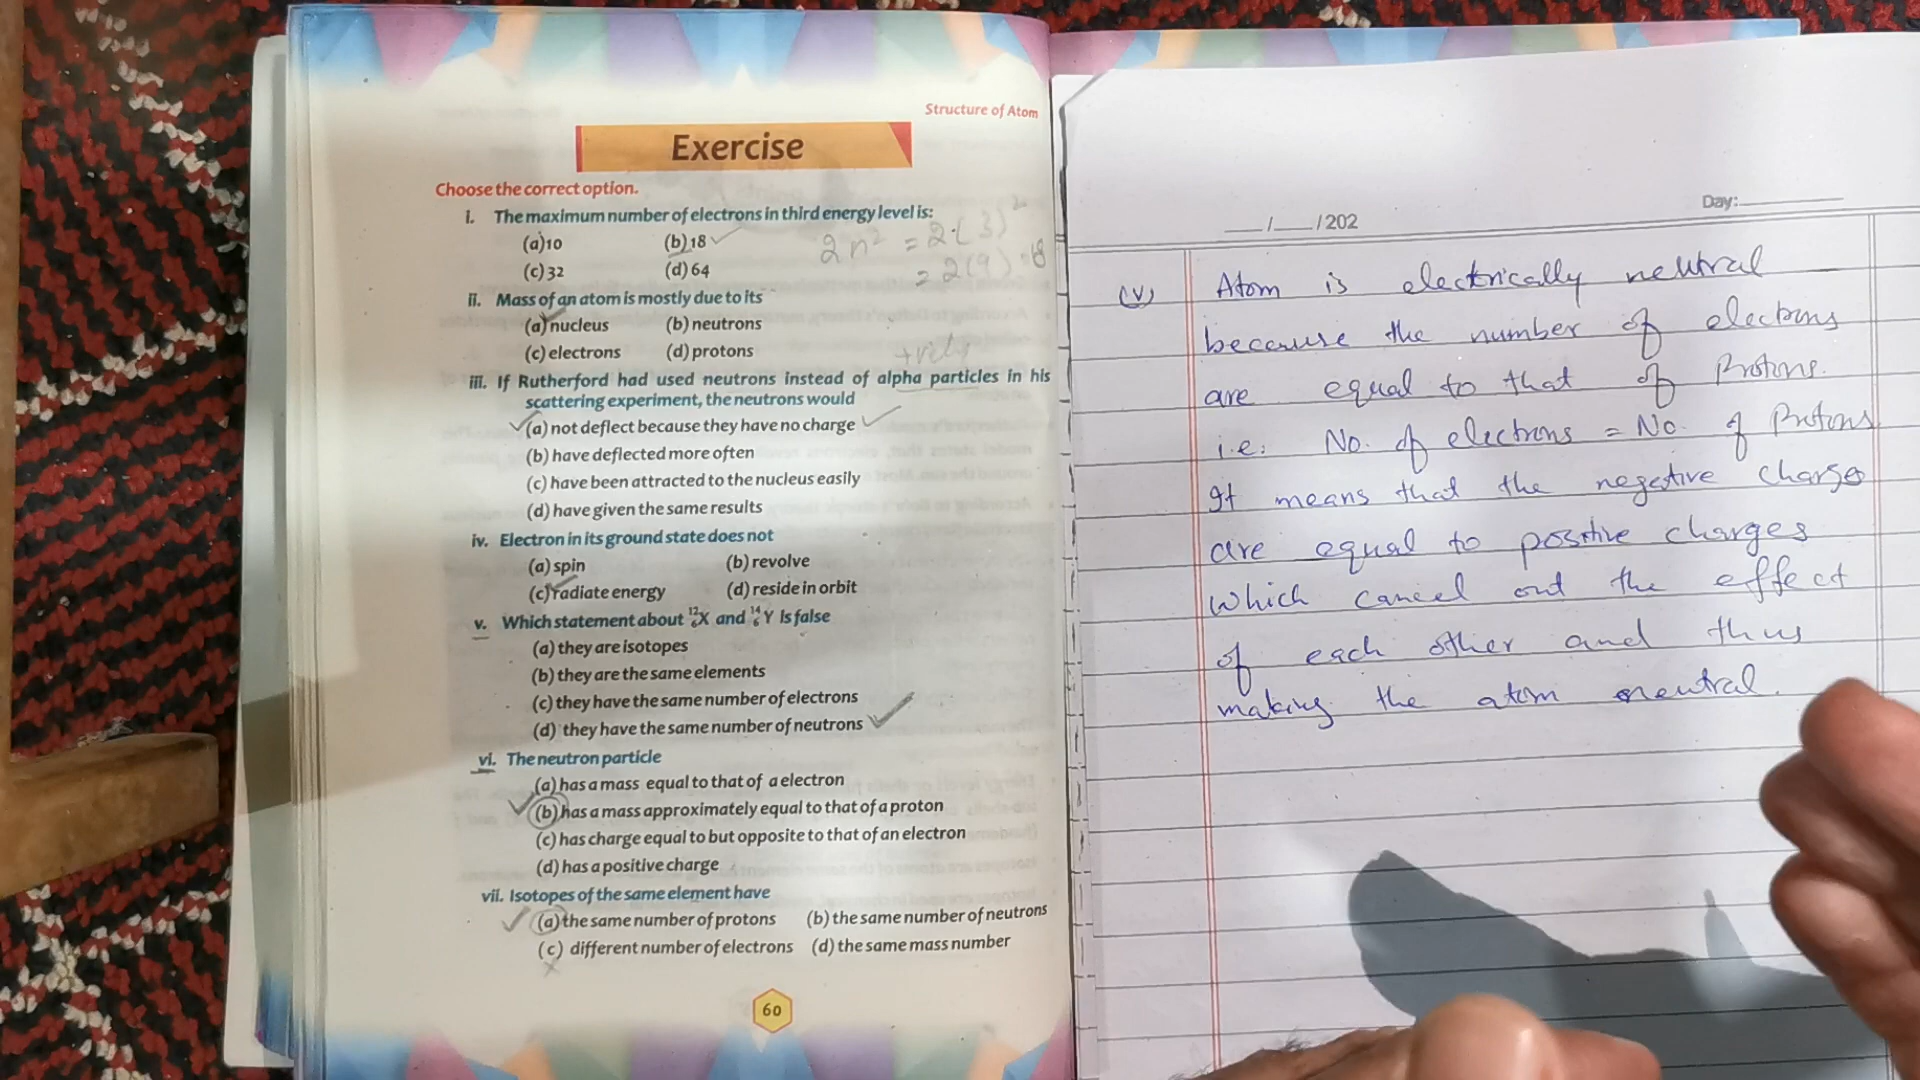 Structure of Atom
Exercise
Choose the correct option.
i. The maximum number of electrons in third energy level is:
(a) 10 (b) 18
(c) 32 (d) 64
2n² = 2(3)²
= 2(9) = 18
ii. Mass of an atom is mostly due to its
(a) nucleus (b) neutrons
(c) electrons (d) protons
iii. If Rutherford had used neutrons instead of alpha particles in his
scattering experiment, the neutrons would
(a) not deflect because they have no charge
(b) have deflected more often
(c) have been attracted to the nucleus easily
(d) have given the same results
iv. Electron in its ground state does not
(a) spin (b) revolve
(c) radiate energy (d) reside in orbit
v. Which statement about ¹²₆X and ¹⁴₆Y is false
(a) they are isotopes
(b) they are the same elements
(c) they have the same number of electrons
(d) they have the same number of neutrons
vi. The neutron particle
(a) has a mass equal to that of a electron
(b) has a mass approximately equal to that of a proton
(c) has charge equal to but opposite to that of an electron
(d) has a positive charge
vii. Isotopes of the same element have
(a) the same number of protons (b) the same number of neutrons
(c) different number of electrons (d) the same mass number
60
Day:
__/__/202
(V) Atom is electrically neutral
because the number of electrons
are equal to that of Protons.
i.e: No. of electrons = No. of Protons
It means that the negative charges
are equal to positive charges
which cancel out the effect
of each other and thus
making the atom neutral.